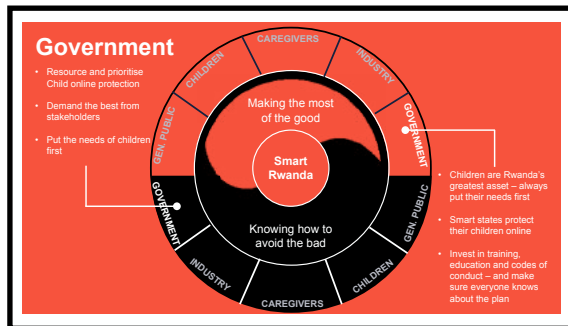 Government
• Resource and prioritise
Child online protection
• Demand the best from
stakeholders
• Put the needs of children
first
GEN. PUBLIC
CHILDREN
CAREGIVERS
INDUSTRY
GOVERNMENT
Making the most
of the good
Smart
Rwanda
Knowing how to
avoid the bad
GOVERNMENT
INDUSTRY
CAREGIVERS
CHILDREN
GEN. PUBLIC
• Children are Rwanda's
greatest asset – always
put their needs first
• Smart states protect
their children online
• Invest in training,
education and codes of
conduct – and make
sure everyone knows
about the plan